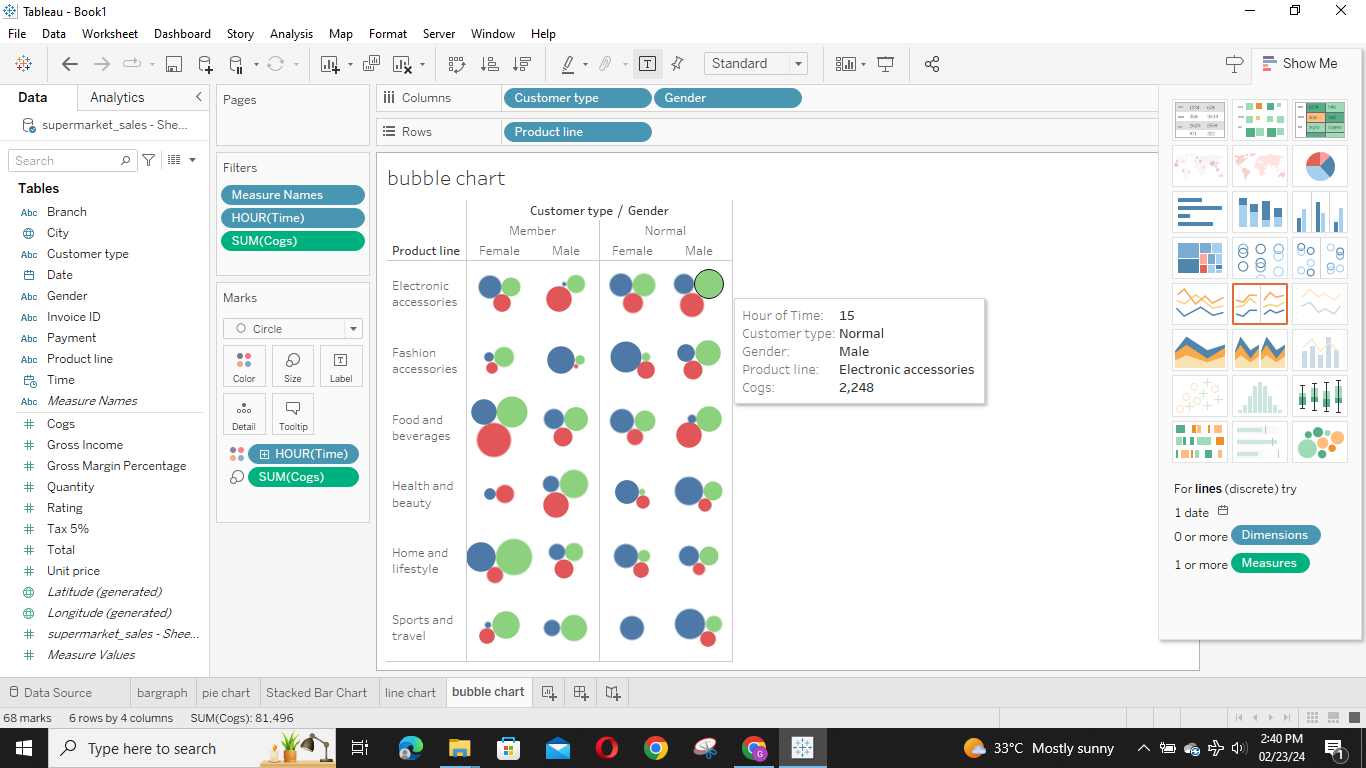 Tableau - Book1
File Data Worksheet Dashboard Story Analysis Map Format Server Window Help
Standard
Show Me
Data Analytics
supermarket_sales - She...
Search
Tables
Abc Branch
City
Abc Customer type
Date
Abc Gender
Abc Invoice ID
Abc Payment
Abc Product line
Time
Abc Measure Names
Cogs
Gross Income
Gross Margin Percentage
Quantity
Rating
Tax 5%
Total
Unit price
Latitude (generated)
Longitude (generated)
supermarket_sales - Shee...
Measure Values
Pages
Filters
Measure Names
HOUR(Time)
SUM(Cogs)
Marks
Circle
Color Size Label
Detail Tooltip
HOUR(Time)
SUM(Cogs)
Columns Customer type Gender
Rows Product line
bubble chart
Customer type / Gender
Member Normal
Product line Female Male Female Male
Electronic
accessories
Fashion
accessories
Food and
beverages
Health and
beauty
Home and
lifestyle
Sports and
travel
Hour of Time: 15
Customer type: Normal
Gender: Male
Product line: Electronic accessories
Cogs: 2,248
For lines (discrete) try
1 date
0 or more Dimensions
1 or more Measures
Data Source bargraph pie chart Stacked Bar Chart line chart bubble chart
68 marks 6 rows by 4 columns SUM(Cogs): 81,496
Type here to search
33°C Mostly sunny
2:40 PM
02/23/24
1